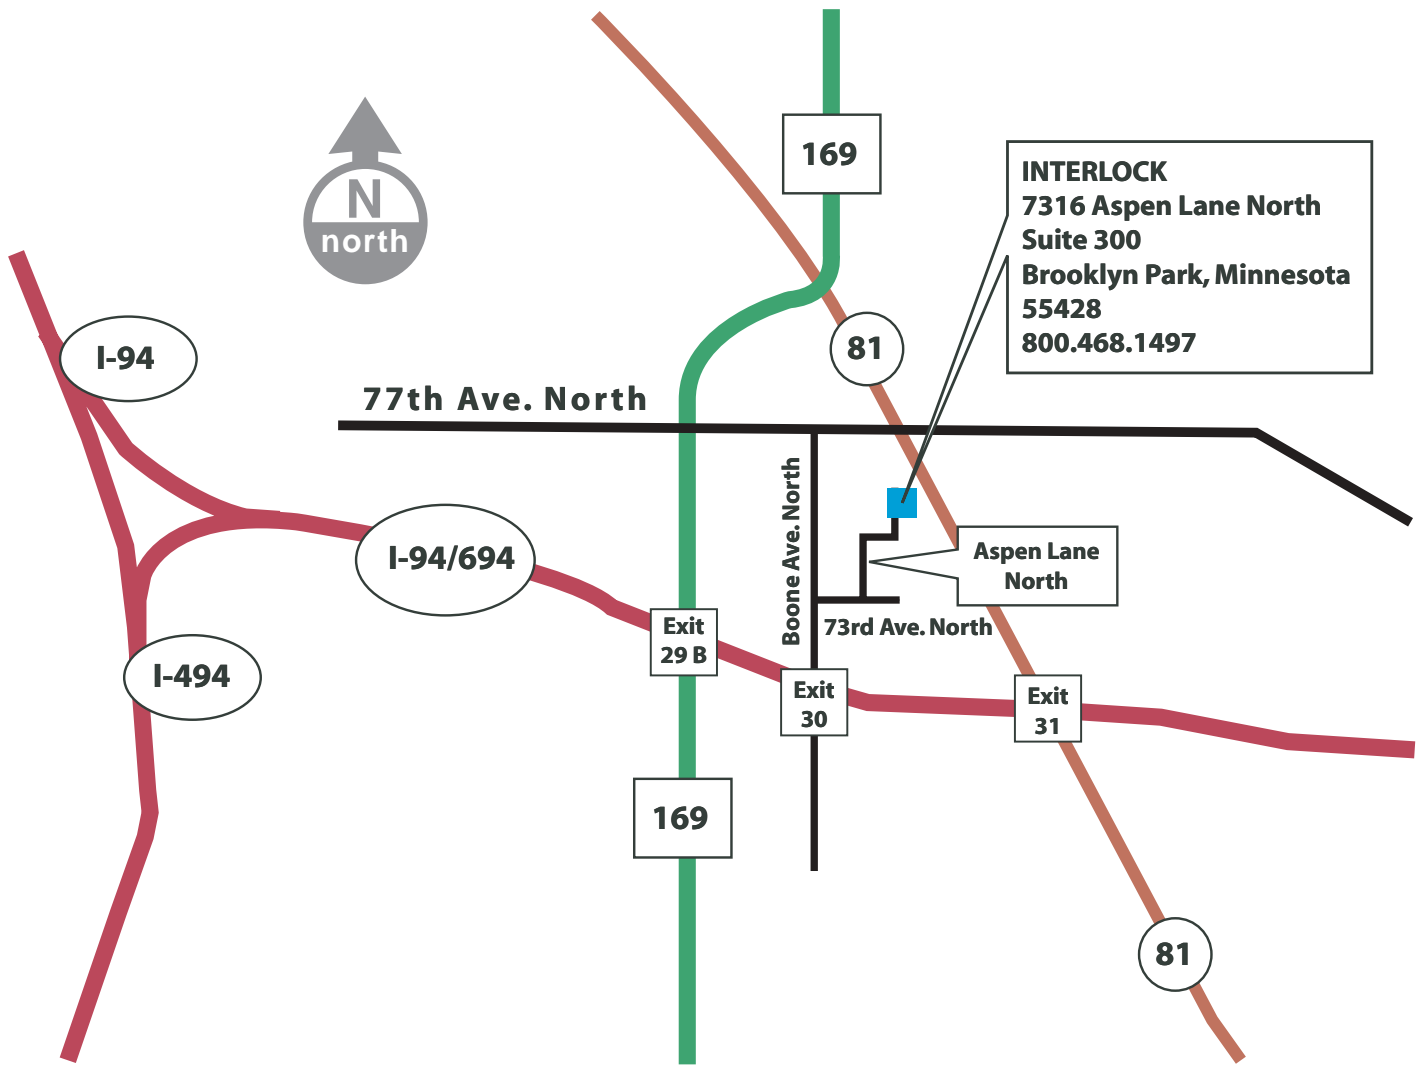 169
N
north
INTERLOCK
7316 Aspen Lane North
Suite 300
Brooklyn Park, Minnesota
55428
800.468.1497
I-94
81
77th Ave. North
Boone Ave. North
I-94/694
Aspen Lane
North
73rd Ave. North
Exit
29 B
I-494
Exit
30
Exit
31
169
81